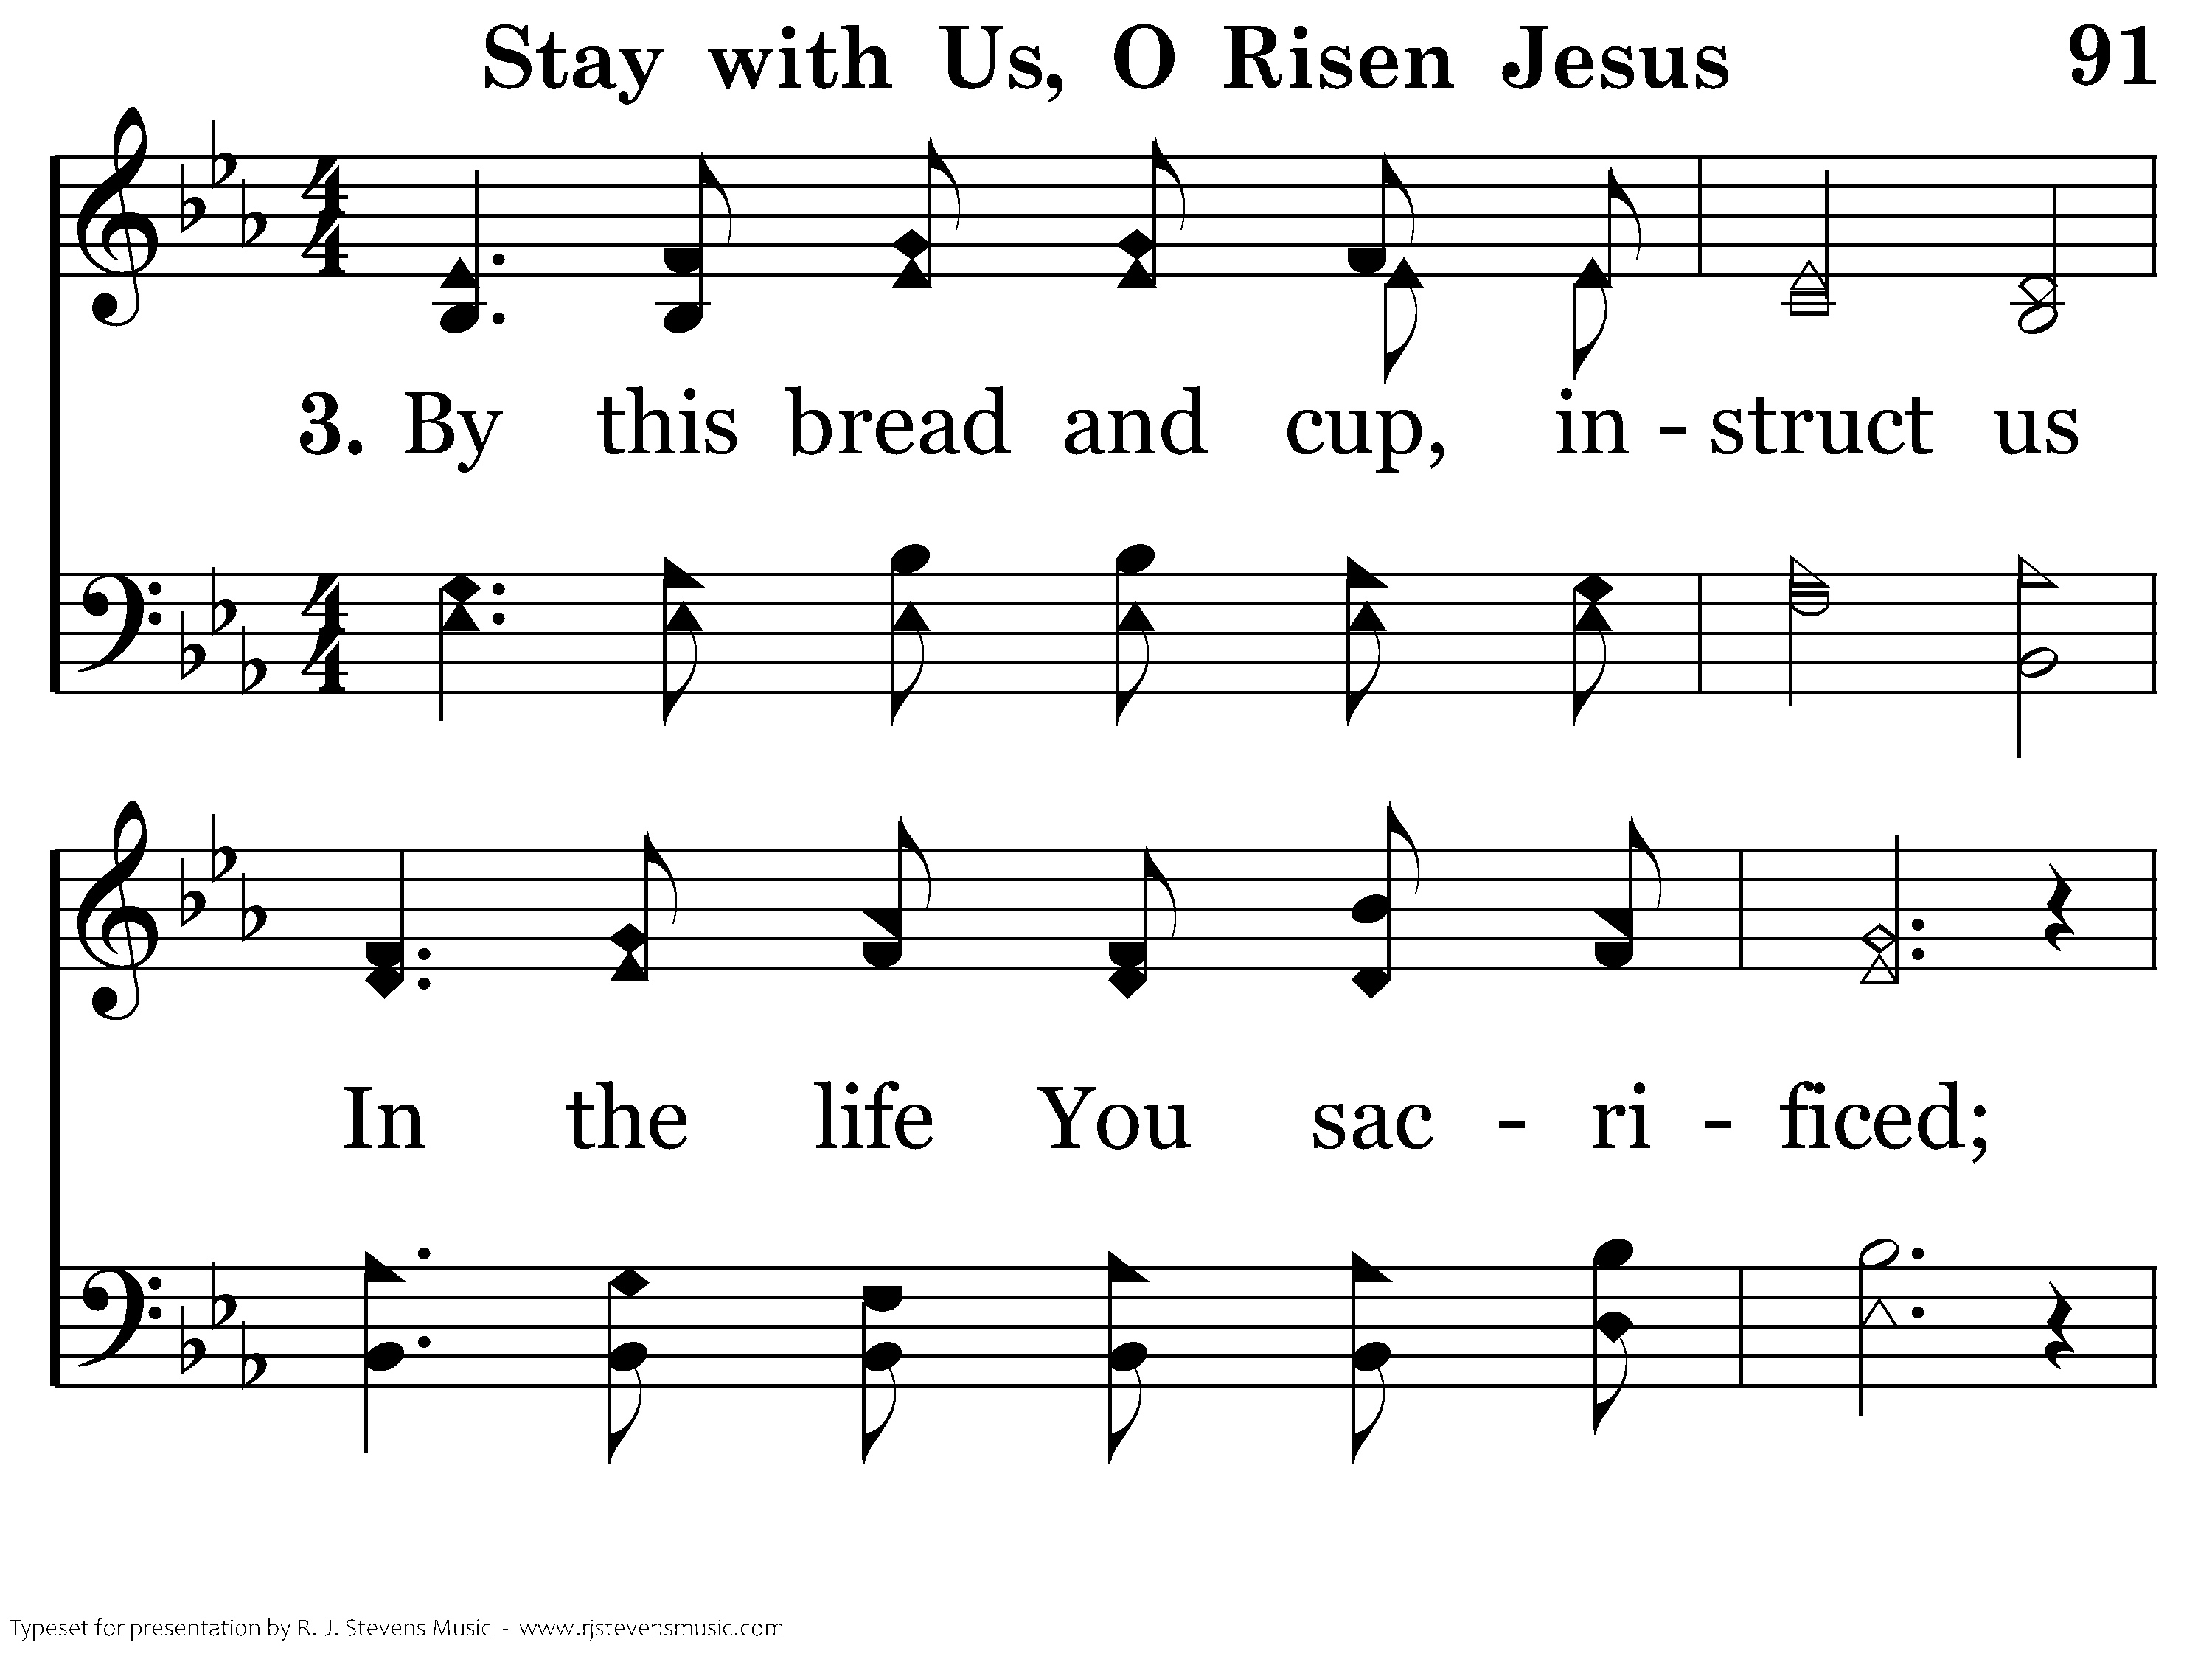 Stay with Us, O Risen Jesus 91
3. By this bread and cup, in - struct us
In the life You sac - ri - ficed;
Typeset for presentation by R. J. Stevens Music - www.rjstevensmusic.com